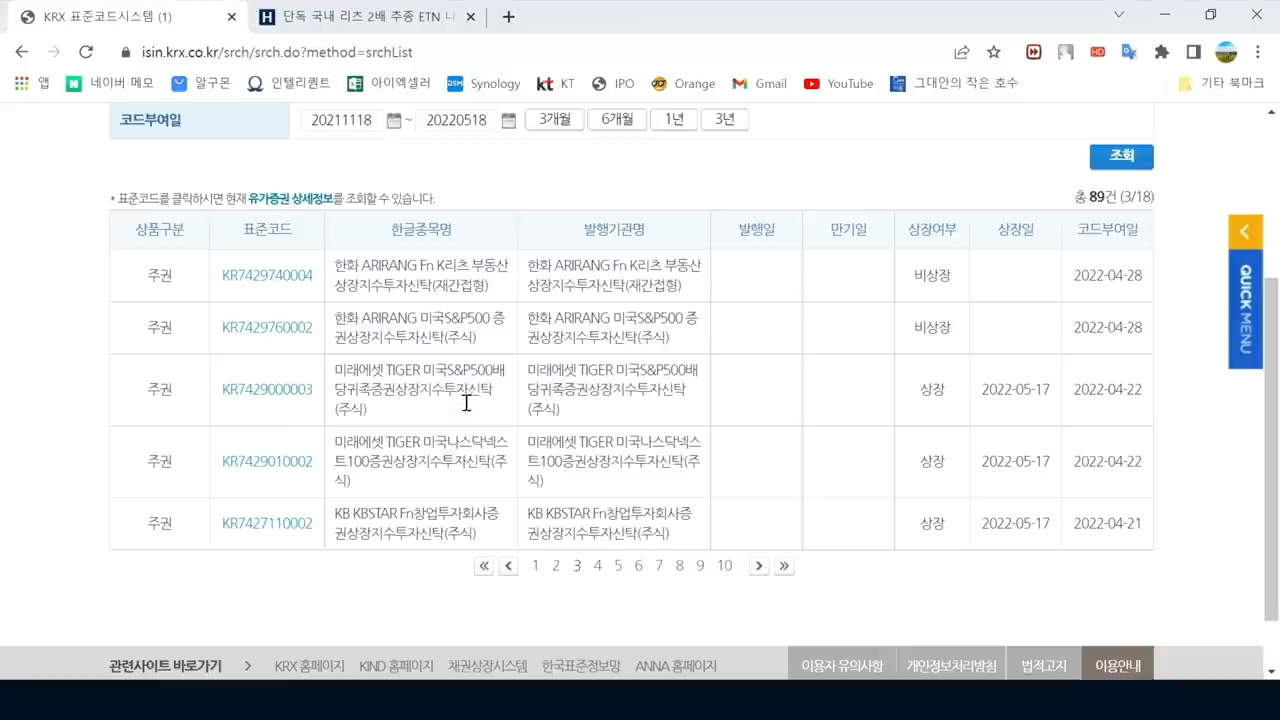 KRX 표준코드시스템 (1)
단독 국내 리츠 2배 추종 ETN 나
isin.krx.co.kr/srch/srch.do?method=srchList
앱
네이버 메모
알구몬
인텔리퀀트
아이엑셀러
DSM
Synology
kt KT
IPO
Orange
Gmail
YouTube
그대안의 작은 호수
기타 북마크
HD
코드부여일
20211118 ~ 20220518
3개월
6개월
1년
3년
조회
* 표준코드를 클릭하시면 현재 유가증권 상세정보를 조회할 수 있습니다.
총 89건 (3/18)
상품구분 표준코드 한글종목명 발행기관명 발행일 만기일 상장여부 상장일 코드부여일
주권 KR7429740004
한화 ARIRANG Fn K리츠 부동산
상장지수투자신탁(재간접형)
한화 ARIRANG Fn K리츠 부동산
상장지수투자신탁(재간접형)
비상장 2022-04-28
주권 KR7429760002
한화 ARIRANG 미국S&P500 증
권상장지수투자신탁(주식)
한화 ARIRANG 미국S&P500 증
권상장지수투자신탁(주식)
비상장 2022-04-28
주권 KR7429000003
미래에셋 TIGER 미국S&P500배
당귀족증권상장지수투자신탁
(주식)
미래에셋 TIGER 미국S&P500배
당귀족증권상장지수투자신탁
(주식)
상장 2022-05-17 2022-04-22
주권 KR7429010002
미래에셋 TIGER 미국나스닥넥스
트100증권상장지수투자신탁(주
식)
미래에셋 TIGER 미국나스닥넥스
트100증권상장지수투자신탁(주
식)
상장 2022-05-17 2022-04-22
주권 KR7427110002
KB KBSTAR Fn창업투자회사증
권상장지수투자신탁(주식)
KB KBSTAR Fn창업투자회사증
권상장지수투자신탁(주식)
상장 2022-05-17 2022-04-21
1 2 3 4 5 6 7 8 9 10
QUICK MENU
관련사이트 바로가기
KRX 홈페이지
KIND 홈페이지
채권상장시스템
한국표준정보망
ANNA 홈페이지
이용자 유의사항
개인정보처리방침
법적고지
이용안내